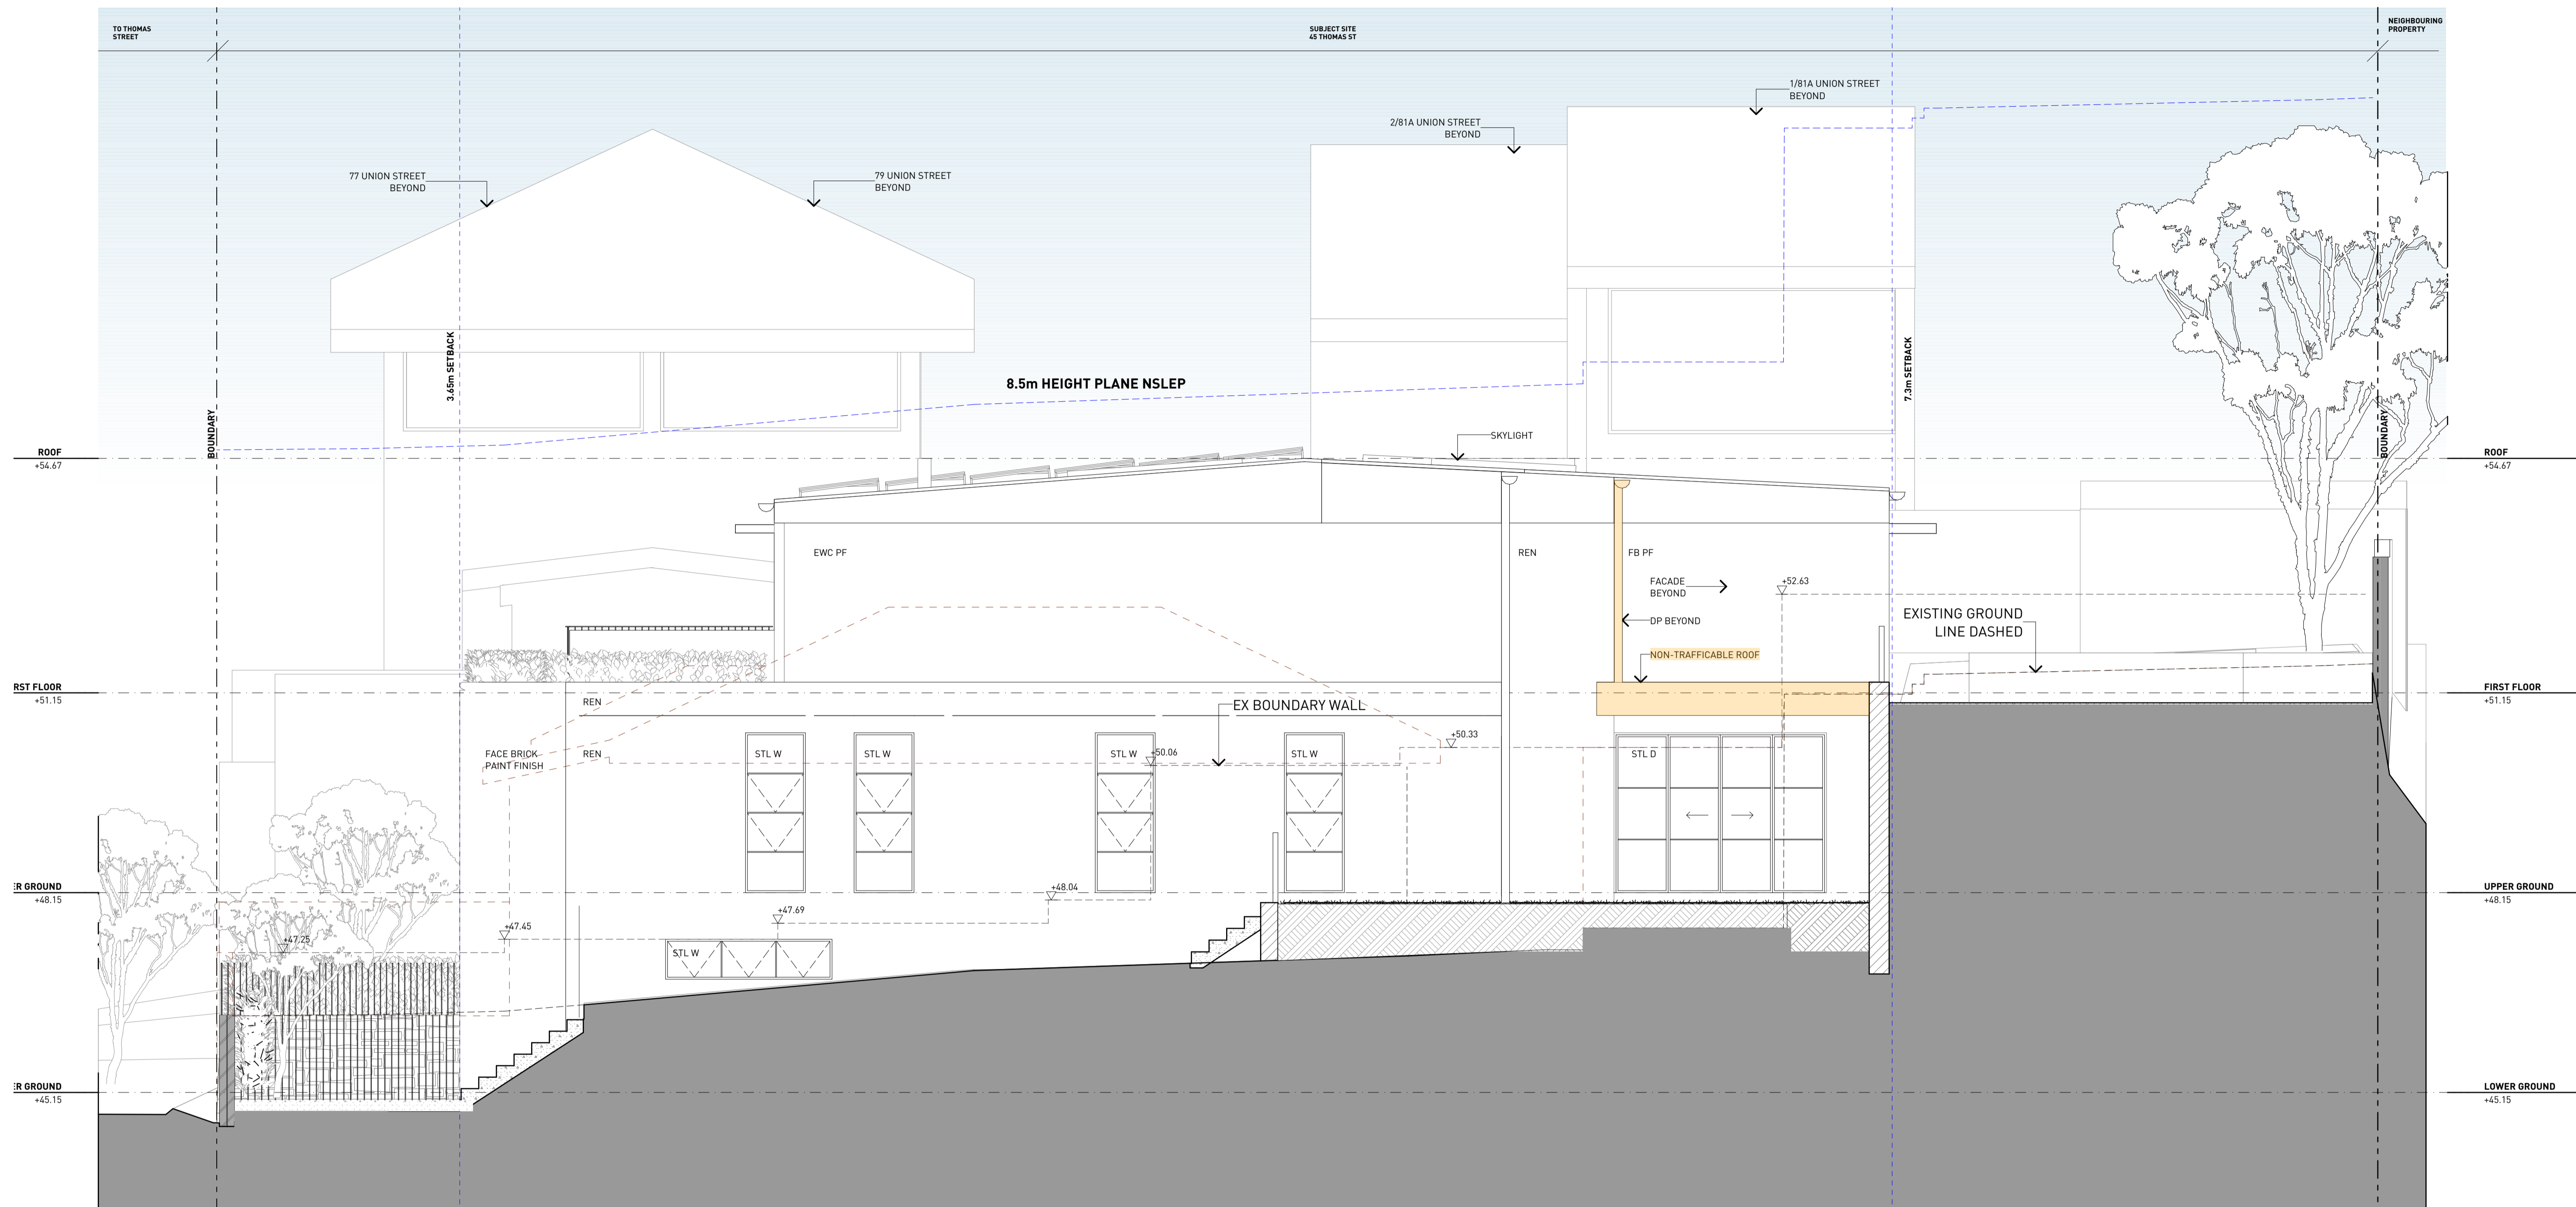 TO THOMAS
STREET
SUBJECT SITE
45 THOMAS ST
NEIGHBOURING
PROPERTY
1/81A UNION STREET
BEYOND
2/81A UNION STREET
BEYOND
77 UNION STREET
BEYOND
79 UNION STREET
BEYOND
3.65m SETBACK
8.5m HEIGHT PLANE NSLEP
7.3m SETBACK
BOUNDARY
BOUNDARY
SKYLIGHT
ROOF
+54.67
ROOF
+54.67
EWC PF
REN
FB PF
FACADE
BEYOND
+52.63
DP BEYOND
EXISTING GROUND
LINE DASHED
NON-TRAFFICABLE ROOF
RST FLOOR
+51.15
FIRST FLOOR
+51.15
REN
EX BOUNDARY WALL
+50.33
FACE BRICK
PAINT FINISH
REN
STL W
STL W
STL W
+50.06
STL W
STL D
ER GROUND
+48.15
+48.04
UPPER GROUND
+48.15
+47.69
+47.45
+47.25
STL W
ER GROUND
+45.15
LOWER GROUND
+45.15